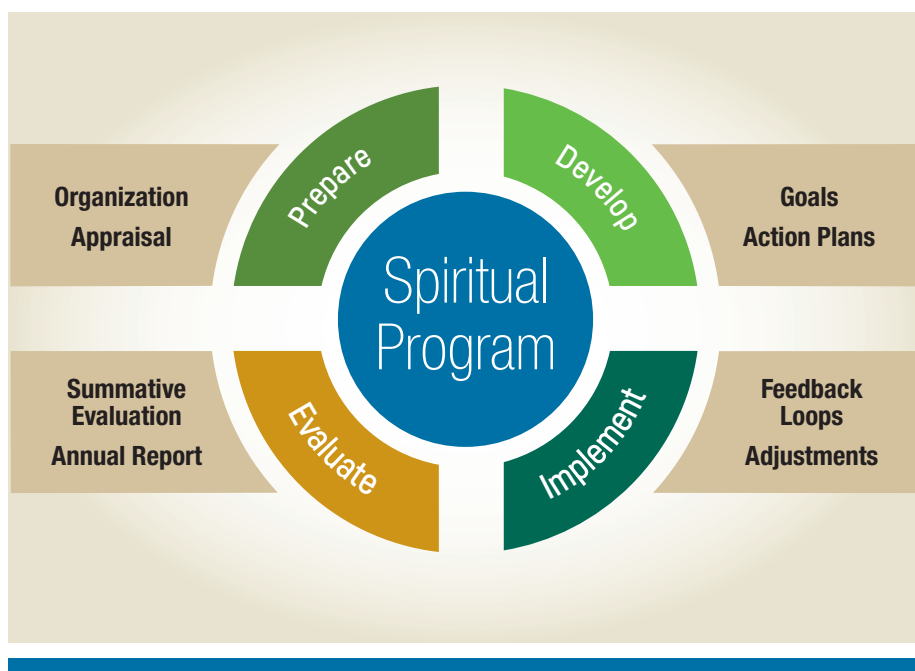 Prepare
Organization
Appraisal
Develop
Goals
Action Plans
Spiritual
Program
Implement
Feedback
Loops
Adjustments
Evaluate
Summative
Evaluation
Annual Report